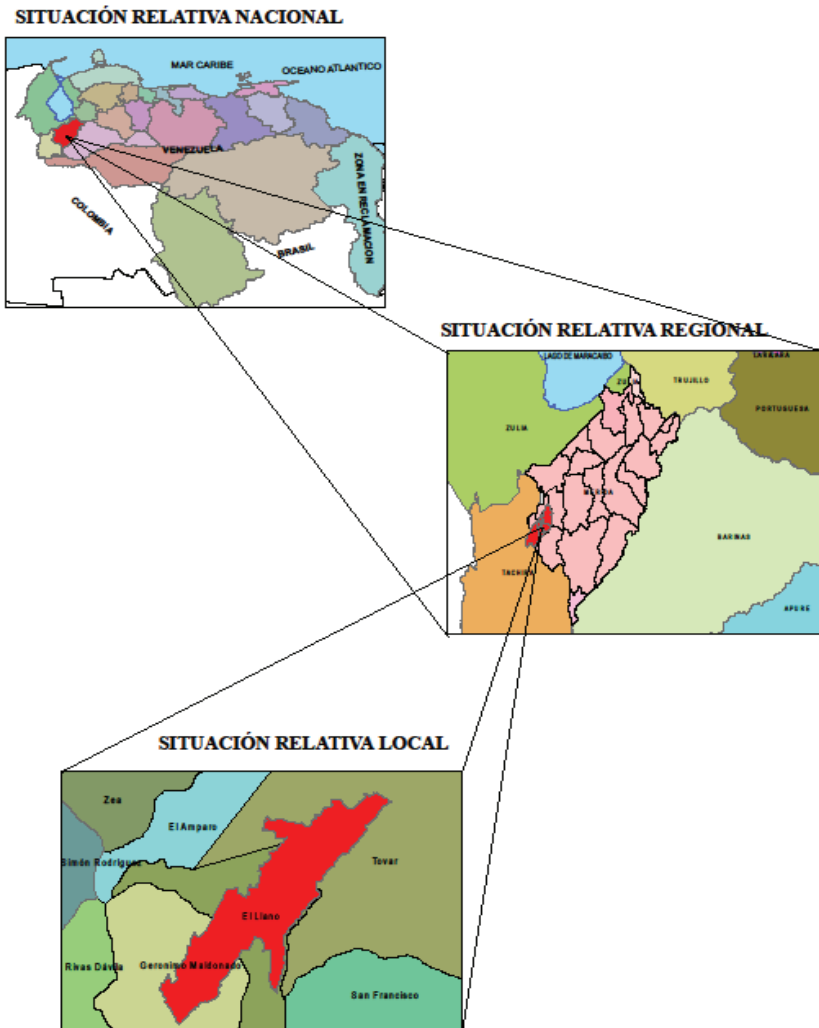 SITUACIÓN RELATIVA NACIONAL
MAR CARIBE
OCEANO ATLANTICO
VENEZUELA
ZONA EN RECLAMACION
COLOMBIA
BRASIL
SITUACIÓN RELATIVA REGIONAL
LAGO DE MARACAIBO
ZULIA
TRUJILLO
PORTUGUESA
ZULIA
MERIDA
BARINAS
TACHIRA
APURE
SITUACIÓN RELATIVA LOCAL
Zea
El Amparo
Simón Rodríguez
Tovar
El Llano
Rivas Dávila
Geronimo Maldonado
San Francisco